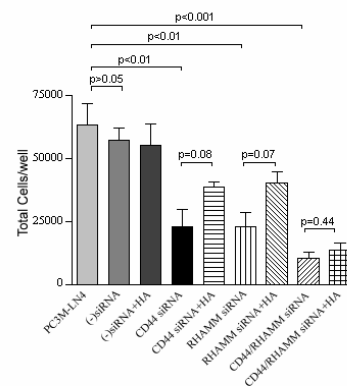 p<0.001
p<0.01
p<0.01
p>0.05
75000
50000
25000
0
Total Cells/well
p=0.08
p=0.07
p=0.44
PC3M-LN4
(-)siRNA
(-)siRNA+HA
CD44 siRNA
CD44 siRNA+HA
RHAMM siRNA
RHAMM siRNA+HA
CD44/RHAMM siRNA
CD44/RHAMM siRNA+HA